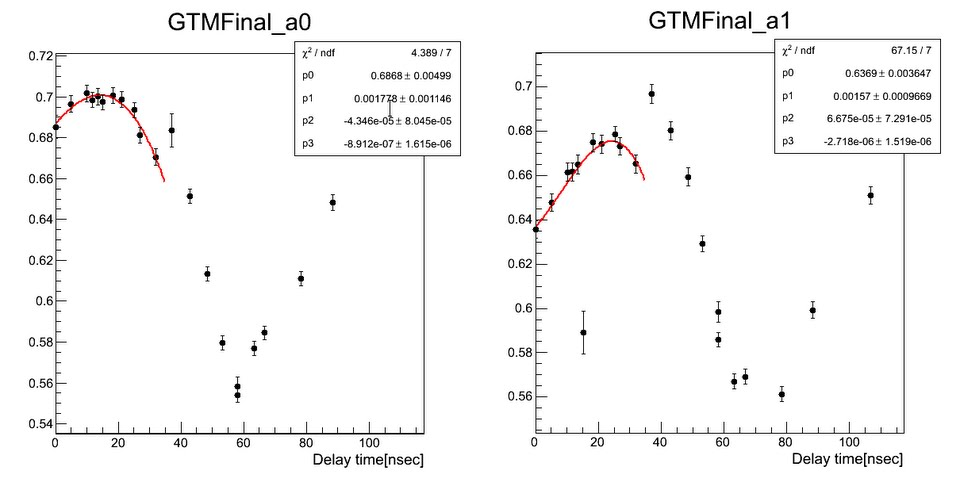 GTMFinal_a0
χ² / ndf 4.389 / 7
p0 0.6868 ± 0.00499
p1 0.001778 ± 0.001146
p2 -4.346e-05 ± 8.045e-05
p3 -8.912e-07 ± 1.615e-06
0.72
0.7
0.68
0.66
0.64
0.62
0.6
0.58
0.56
0.54
0 20 40 60 80 100
Delay time[nsec]
GTMFinal_a1
χ² / ndf 67.15 / 7
p0 0.6369 ± 0.003647
p1 0.00157 ± 0.0009669
p2 6.675e-05 ± 7.291e-05
p3 -2.718e-06 ± 1.519e-06
0.7
0.68
0.66
0.64
0.62
0.6
0.58
0.56
0 20 40 60 80 100
Delay time[nsec]